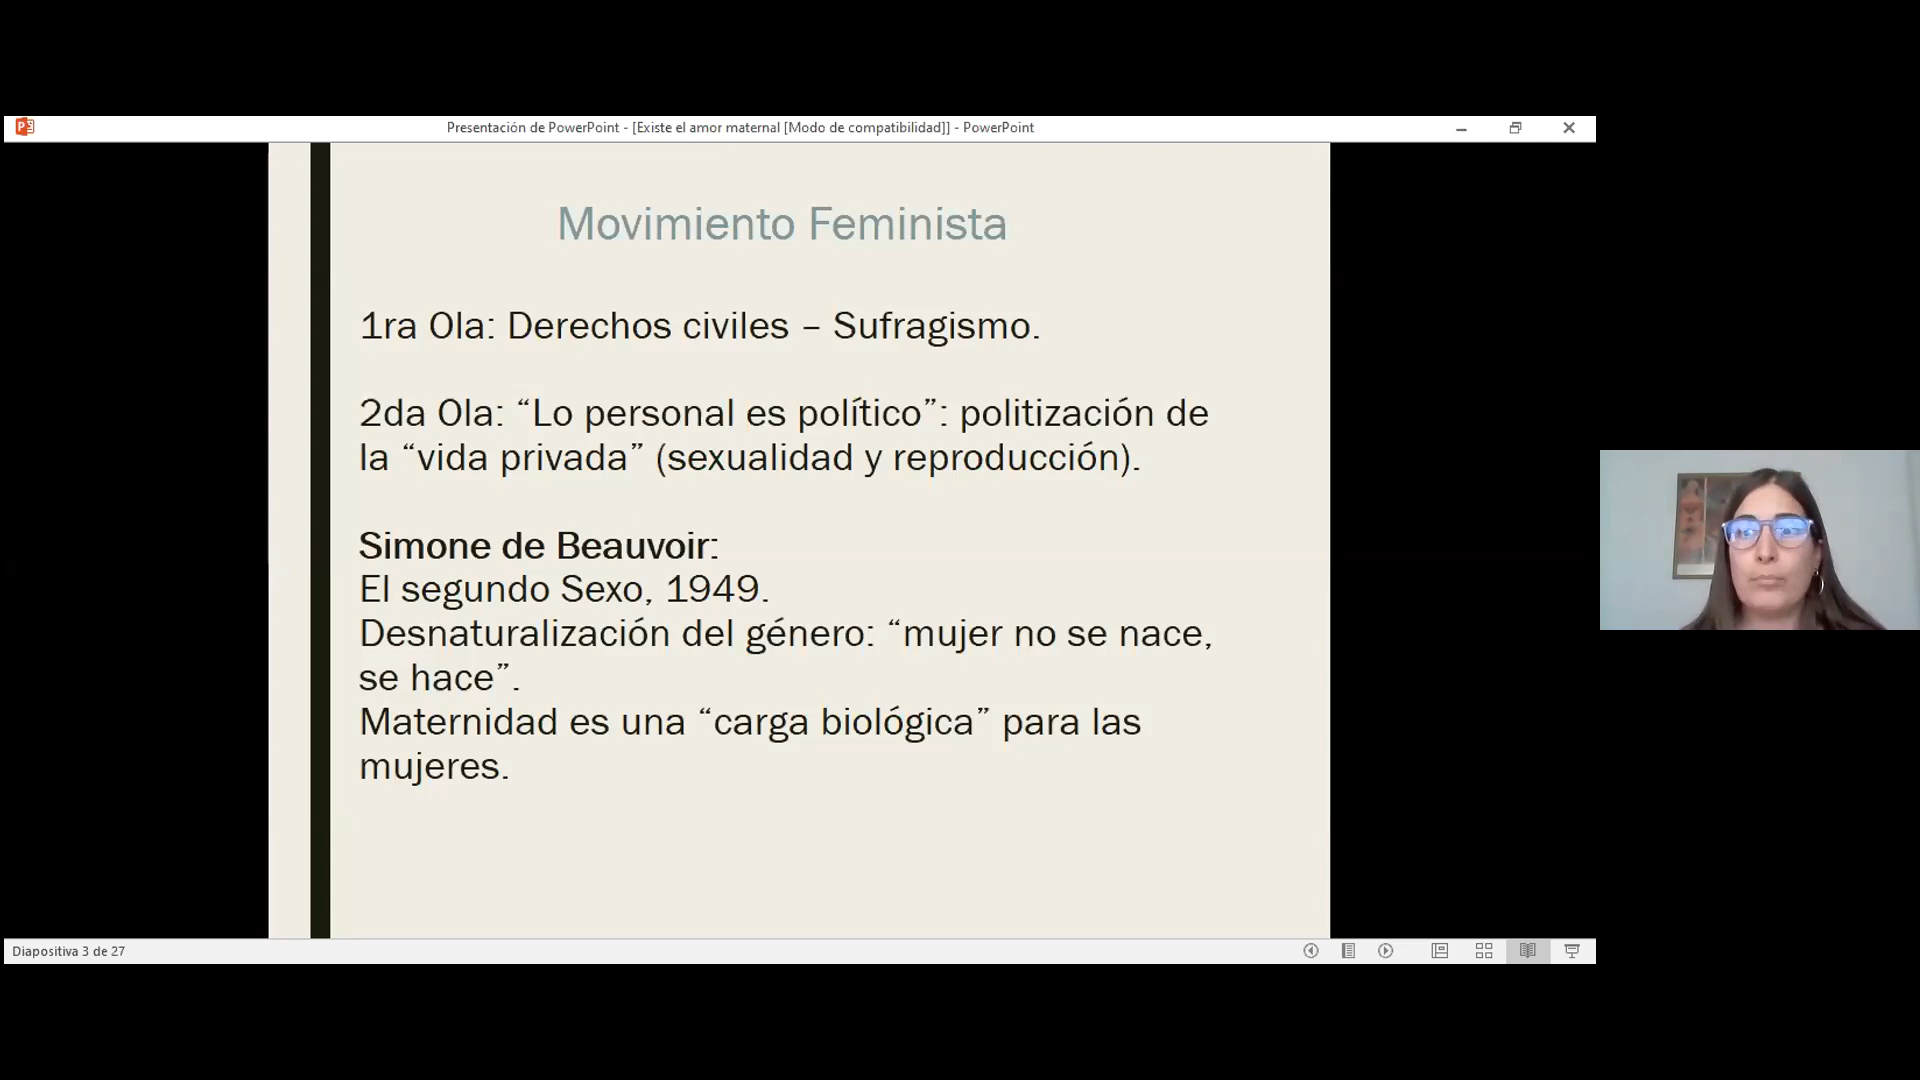 Presentación de PowerPoint - [Existe el amor maternal [Modo de compatibilidad]] - PowerPoint
Movimiento Feminista
1ra Ola: Derechos civiles – Sufragismo.
2da Ola: “Lo personal es político”: politización de
la “vida privada” (sexualidad y reproducción).
Simone de Beauvoir:
El segundo Sexo, 1949.
Desnaturalización del género: “mujer no se nace,
se hace”.
Maternidad es una “carga biológica” para las
mujeres.
Diapositiva 3 de 27